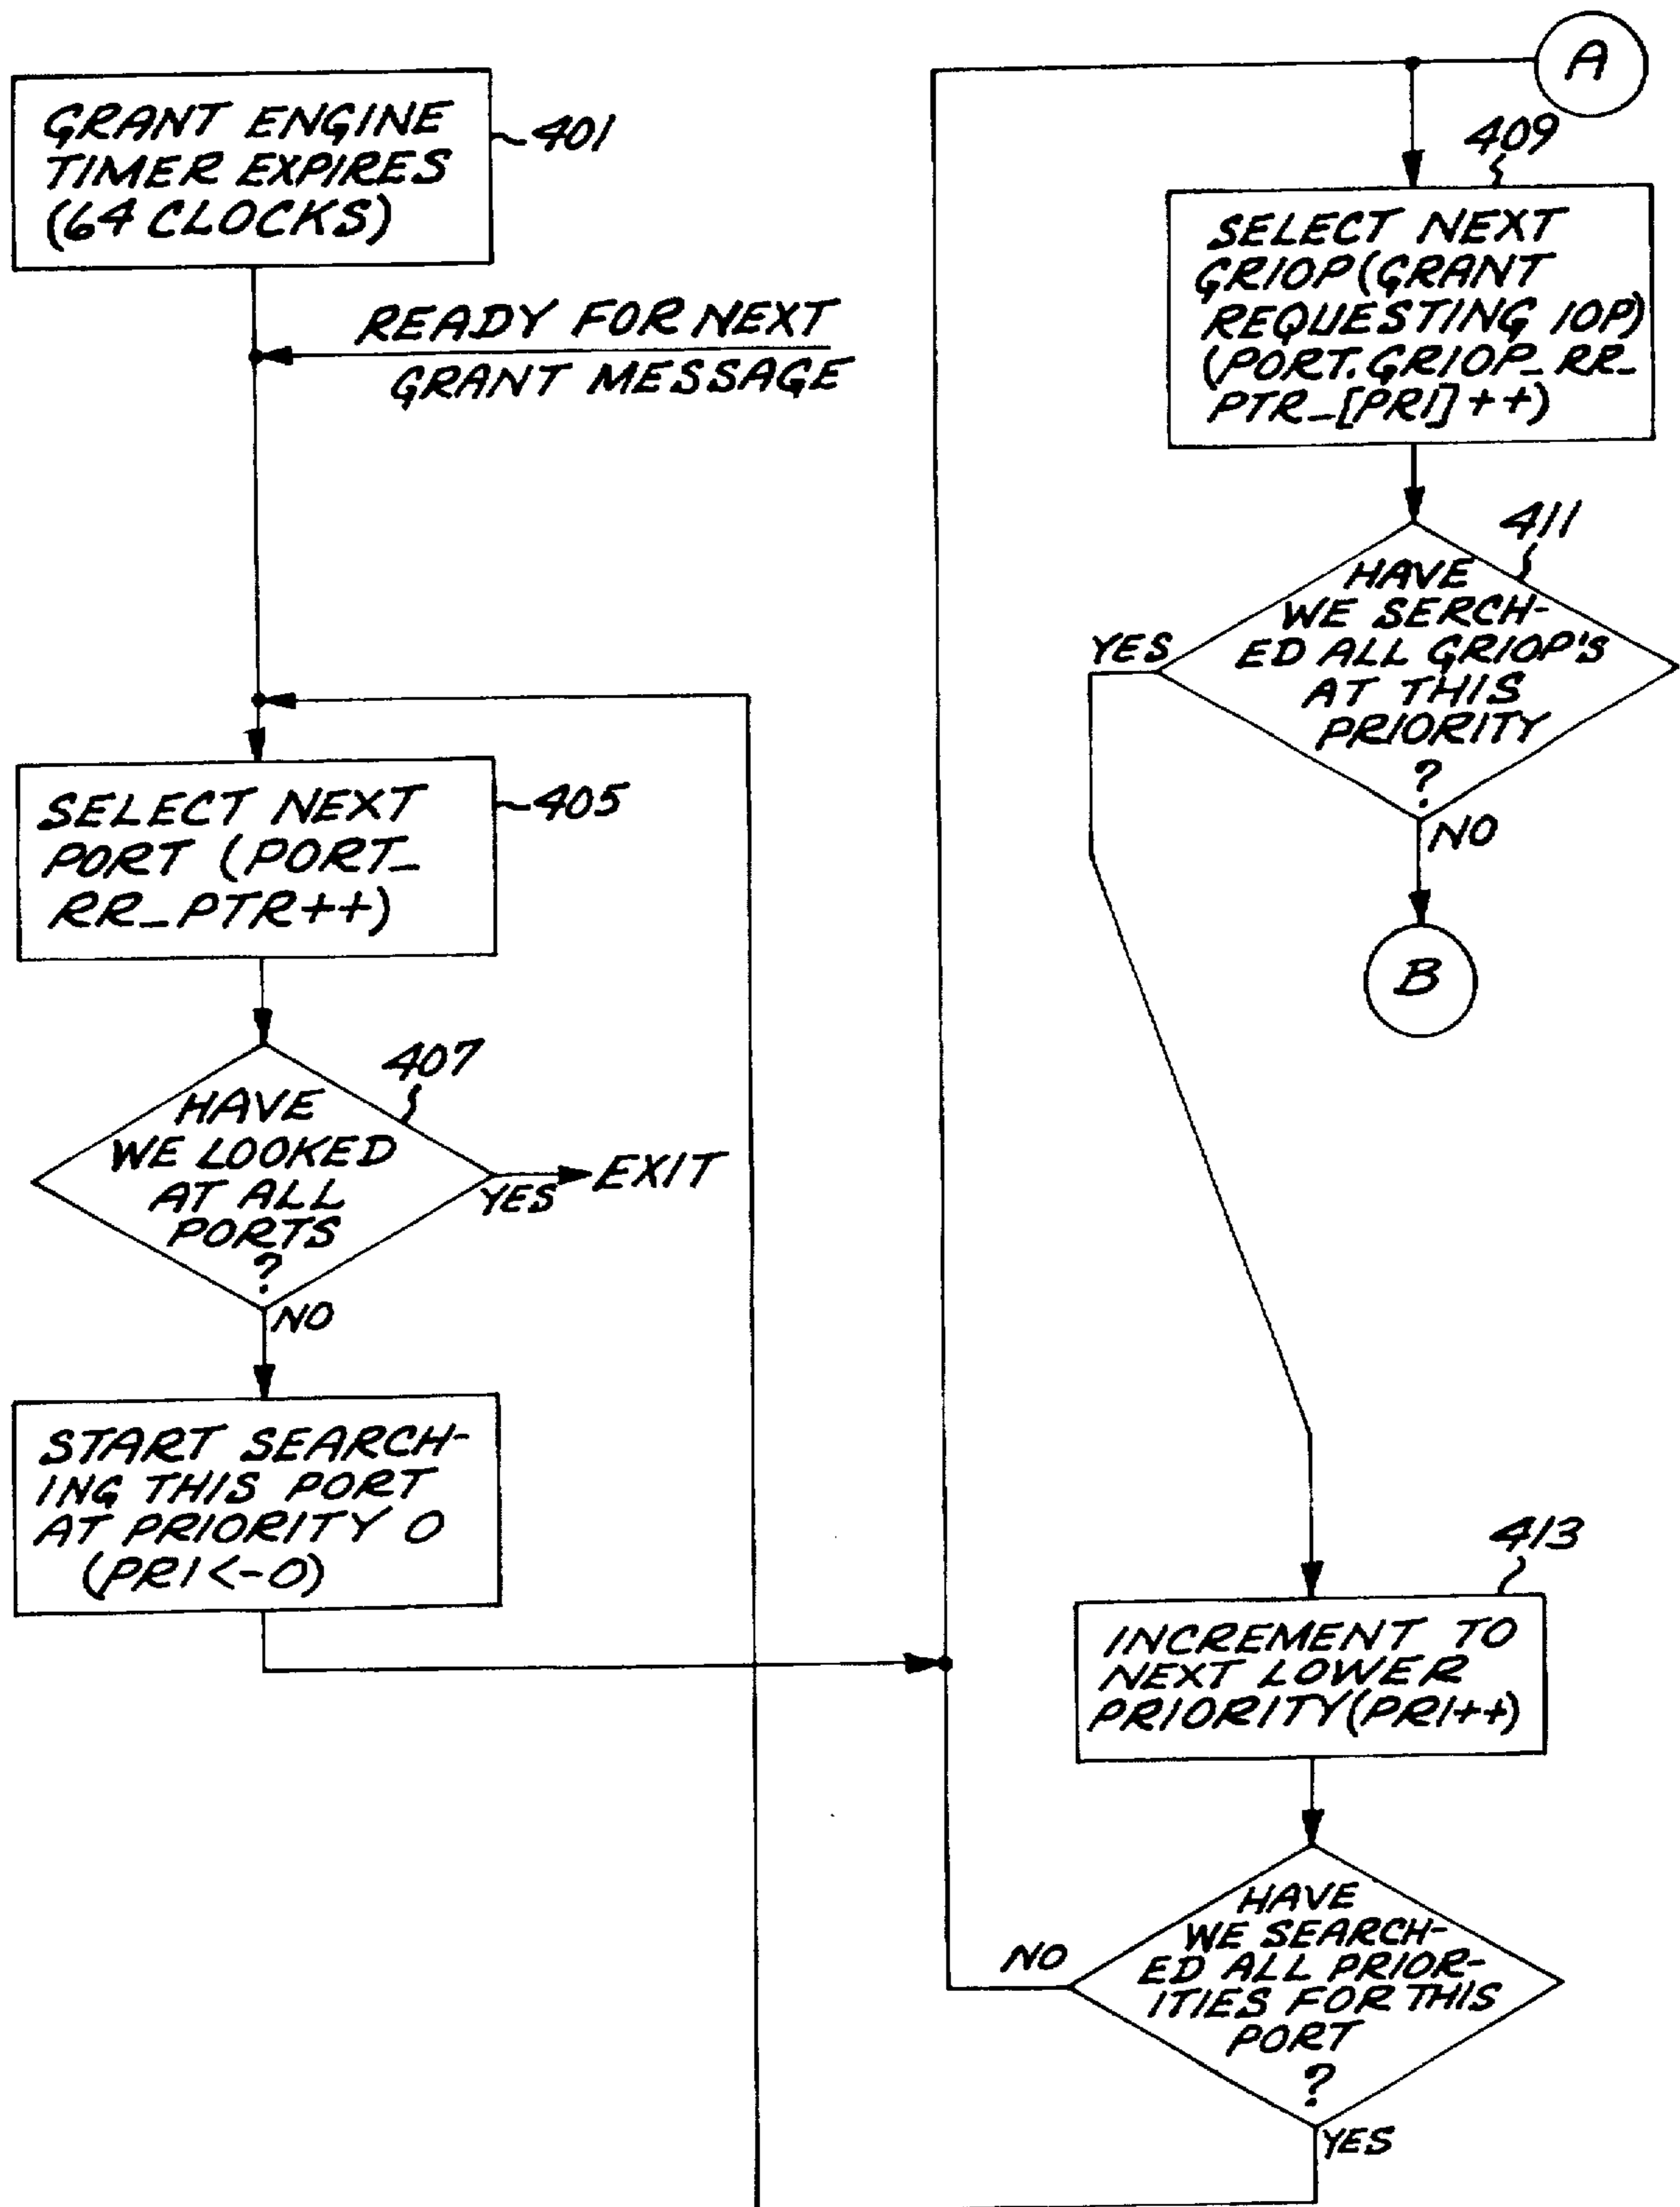 GRANT ENGINE
TIMER EXPIRES
(64 CLOCKS)
401
READY FOR NEXT
GRANT MESSAGE
SELECT NEXT
PORT (PORT_
RR_PTR++)
405
HAVE
WE LOOKED
AT ALL
PORTS
?
407
YES
EXIT
NO
START SEARCH-
ING THIS PORT
AT PRIORITY 0
(PRI<-0)
A
409
SELECT NEXT
GRIOP(GRANT
REQUESTING IOP)
(PORT.GRIOP_RR_
PTR_[PRI]++)
411
HAVE
WE SERCH-
ED ALL GRIOP'S
AT THIS
PRIORITY
?
YES
NO
B
413
INCREMENT TO
NEXT LOWER
PRIORITY(PRI++)
HAVE
WE SEARCH-
ED ALL PRIOR-
ITIES FOR THIS
PORT
?
NO
YES